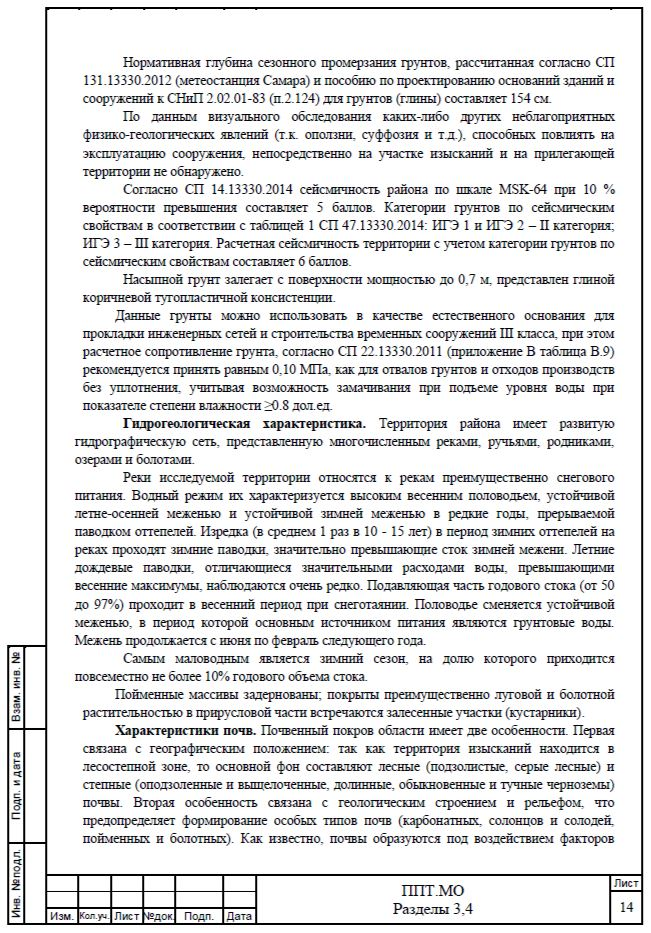 Нормативная глубина сезонного промерзания грунтов, рассчитанная согласно СП
131.13330.2012 (метеостанция Самара) и пособию по проектированию оснований зданий и
сооружений к СНиП 2.02.01-83 (п.2.124) для грунтов (глины) составляет 154 см.
По данным визуального обследования каких-либо других неблагоприятных
физико-геологических явлений (т.к. оползни, суффозия и т.д.), способных повлиять на
эксплуатацию сооружения, непосредственно на участке изысканий и на прилегающей
территории не обнаружено.
Согласно СП 14.13330.2014 сейсмичность района по шкале MSK-64 при 10 %
вероятности превышения составляет 5 баллов. Категории грунтов по сейсмическим
свойствам в соответствии с таблицей 1 СП 47.13330.2014: ИГЭ 1 и ИГЭ 2 – II категория;
ИГЭ 3 – III категория. Расчетная сейсмичность территории с учетом категории грунтов по
сейсмическим свойствам составляет 6 баллов.
Насыпной грунт залегает с поверхности мощностью до 0,7 м, представлен глиной
коричневой тугопластичной консистенции.
Данные грунты можно использовать в качестве естественного основания для
прокладки инженерных сетей и строительства временных сооружений III класса, при этом
расчетное сопротивление грунта, согласно СП 22.13330.2011 (приложение В таблица В.9)
рекомендуется принять равным 0,10 МПа, как для отвалов грунтов и отходов производств
без уплотнения, учитывая возможность замачивания при подъеме уровня воды при
показателе степени влажности ≥0.8 дол.ед.
Гидрогеологическая характеристика. Территория района имеет развитую
гидрографическую сеть, представленную многочисленным реками, ручьями, родниками,
озерами и болотами.
Реки исследуемой территории относятся к рекам преимущественно снегового
питания. Водный режим их характеризуется высоким весенним половодьем, устойчивой
летне-осенней меженью и устойчивой зимней меженью в редкие годы, прерываемой
паводком оттепелей. Изредка (в среднем 1 раз в 10 - 15 лет) в период зимних оттепелей на
реках проходят зимние паводки, значительно превышающие сток зимней межени. Летние
дождевые паводки, отличающиеся значительными расходами воды, превышающими
весенние максимумы, наблюдаются очень редко. Подавляющая часть годового стока (от 50
до 97%) проходит в весенний период при снеготаянии. Половодье сменяется устойчивой
меженью, в период которой основным источником питания являются грунтовые воды.
Межень продолжается с июня по февраль следующего года.
Самым маловодным является зимний сезон, на долю которого приходится
повсеместно не более 10% годового объема стока.
Пойменные массивы задернованы; покрыты преимущественно луговой и болотной
растительностью в прирусловой части встречаются залесенные участки (кустарники).
Характеристики почв. Почвенный покров области имеет две особенности. Первая
связана с географическим положением: так как территория изысканий находится в
лесостепной зоне, то основной фон составляют лесные (подзолистые, серые лесные) и
степные (оподзоленные и выщелоченные, долинные, обыкновенные и тучные черноземы)
почвы. Вторая особенность связана с геологическим строением и рельефом, что
предопределяет формирование особых типов почв (карбонатных, солонцов и солодей,
пойменных и болотных). Как известно, почвы образуются под воздействием факторов
Взам. инв. №
Подп. и дата
Инв. №подл.
Изм. Кол.уч. Лист №док. Подп. Дата
ППТ.МО
Разделы 3,4
Лист
14